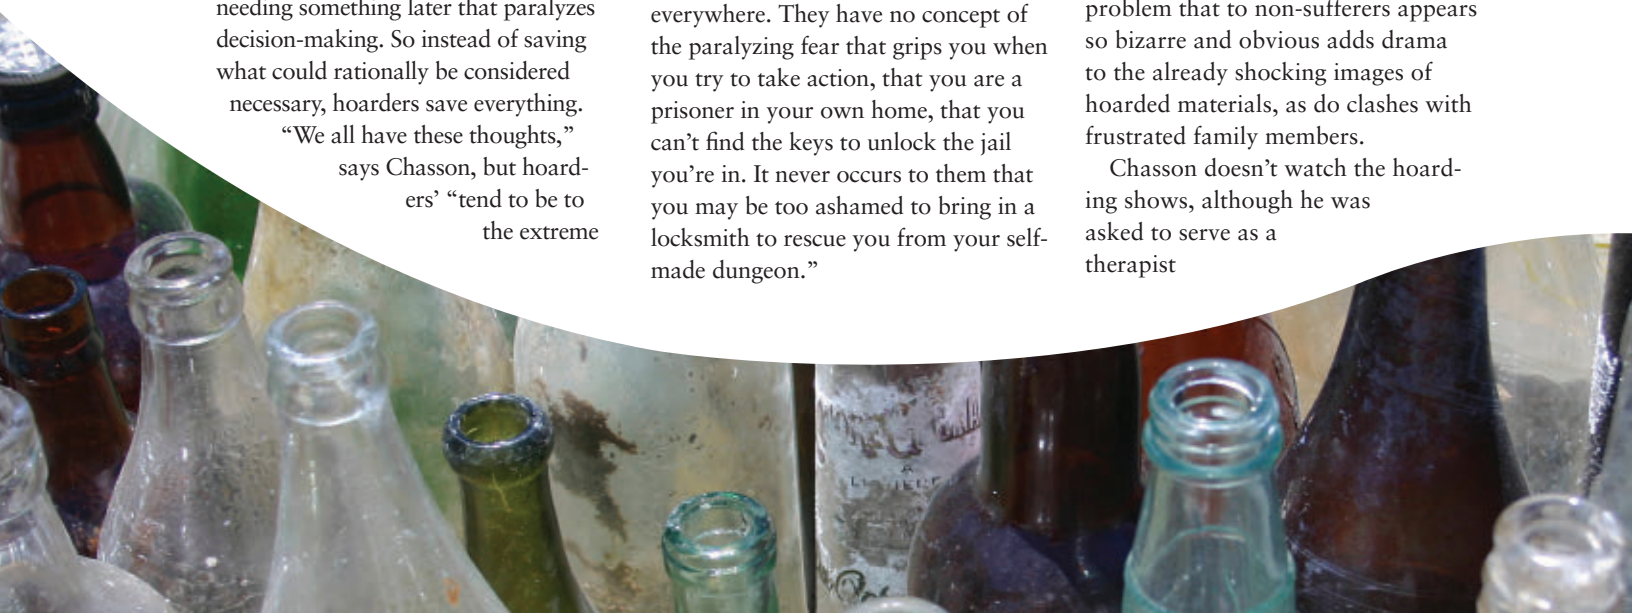 needing something later that paralyzes
decision-making. So instead of saving
what could rationally be considered
necessary, hoarders save everything.
“We all have these thoughts,”
says Chasson, but hoard-
ers’ “tend to be to
the extreme
everywhere. They have no concept of
the paralyzing fear that grips you when
you try to take action, that you are a
prisoner in your own home, that you
can’t find the keys to unlock the jail
you’re in. It never occurs to them that
you may be too ashamed to bring in a
locksmith to rescue you from your self-
made dungeon.”
problem that to non-sufferers appears
so bizarre and obvious adds drama
to the already shocking images of
hoarded materials, as do clashes with
frustrated family members.
Chasson doesn’t watch the hoard-
ing shows, although he was
asked to serve as a
therapist